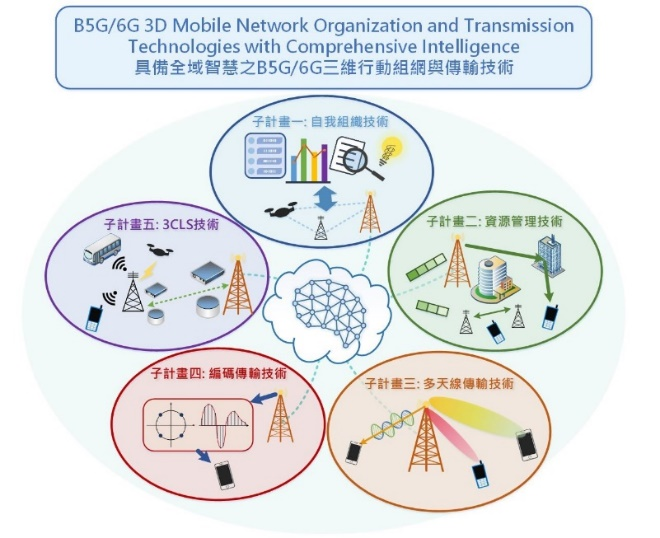 B5G/6G 3D Mobile Network Organization and Transmission
Technologies with Comprehensive Intelligence
具備全域智慧之B5G/6G三維行動組網與傳輸技術
子計畫一: 自我組織技術
子計畫二: 資源管理技術
子計畫五: 3CLS技術
子計畫四: 編碼傳輸技術
子計畫三: 多天線傳輸技術